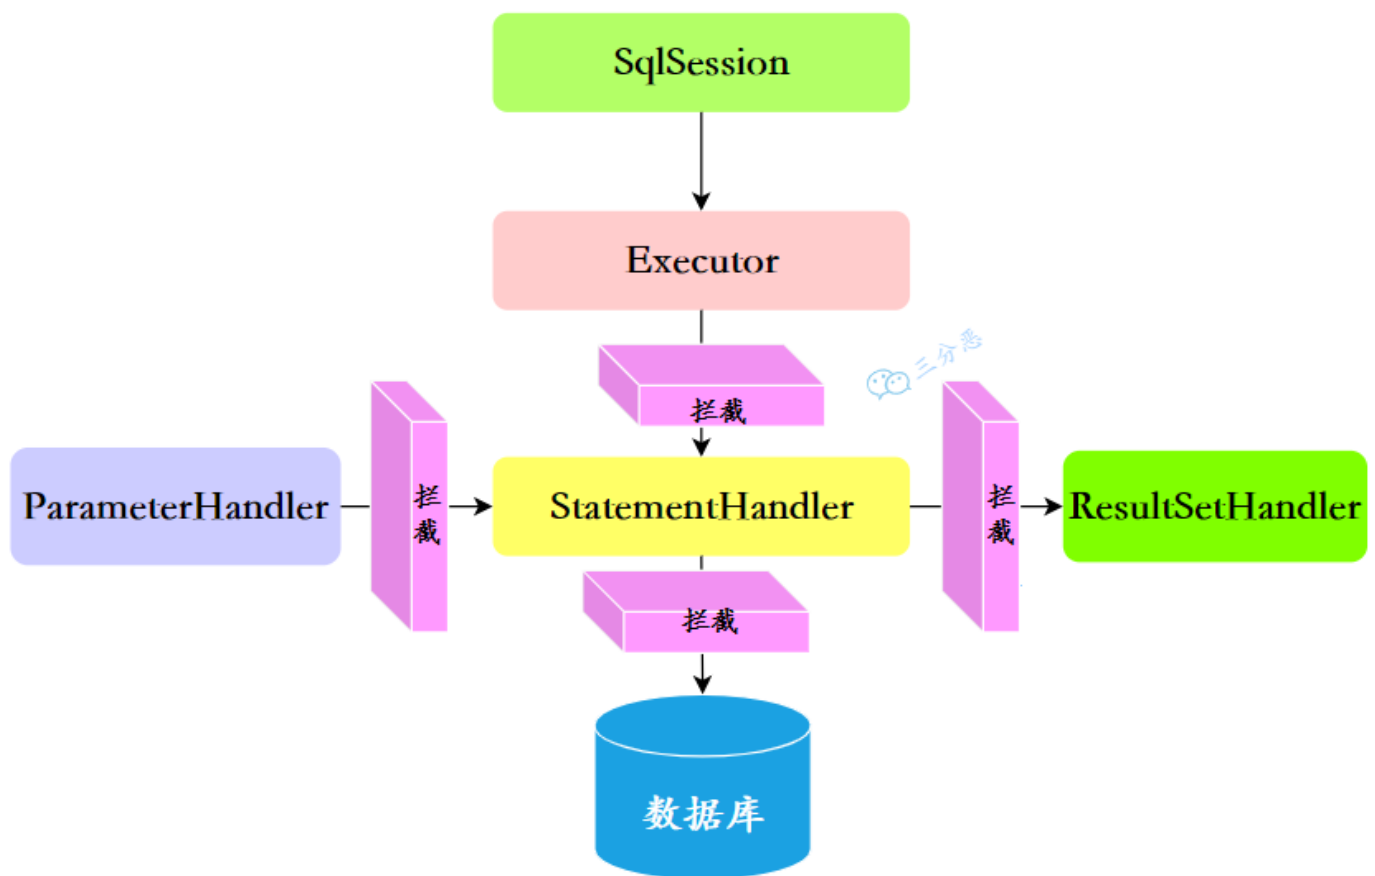 SqlSession
Executor
三分恶
拦截
ParameterHandler
拦
截
StatementHandler
拦
截
ResultSetHandler
拦截
数据库